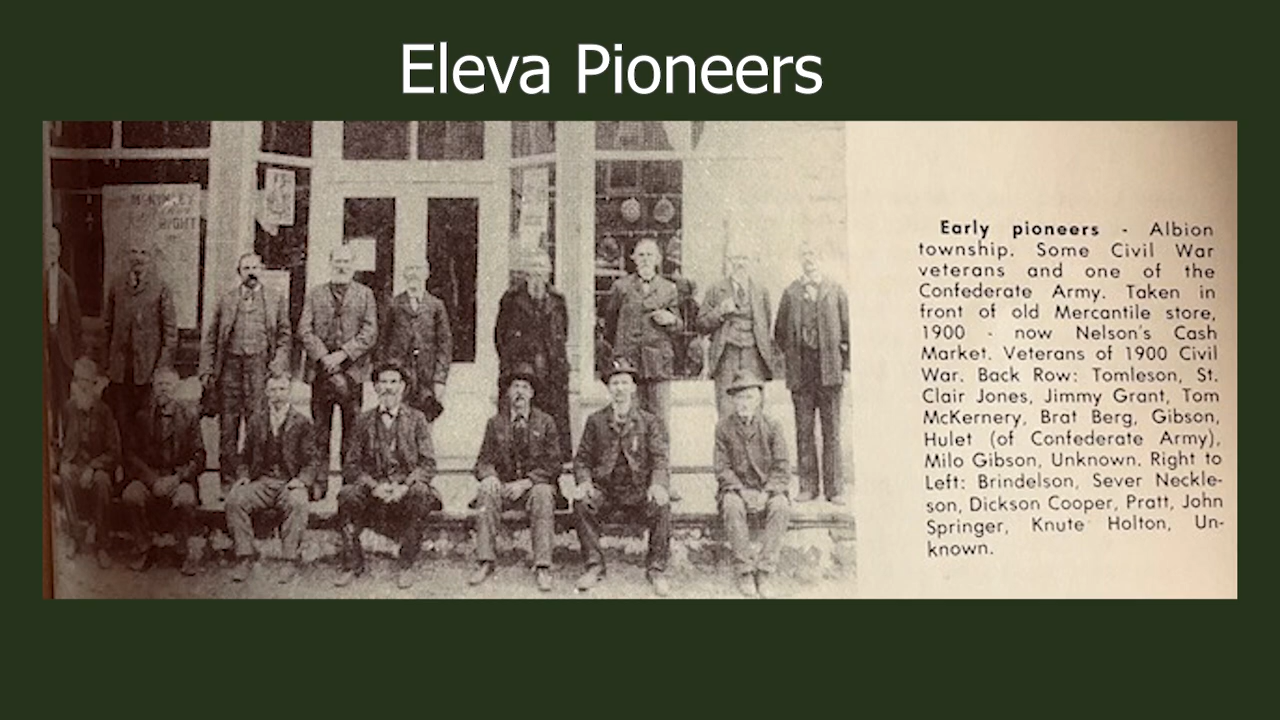 Eleva Pioneers
McKINLEY
RIGHT
Early pioneers - Albion
township. Some Civil War
veterans and one of the
Confederate Army. Taken in
front of old Mercantile store,
1900 - now Nelson's Cash
Market. Veterans of 1900 Civil
War. Back Row: Tomleson, St.
Clair Jones, Jimmy Grant, Tom
McKernery, Brat Berg, Gibson,
Hulet (of Confederate Army),
Milo Gibson, Unknown. Right to
Left: Brindelson, Sever Neckle-
son, Dickson Cooper, Pratt, John
Springer, Knute Holton, Un-
known.